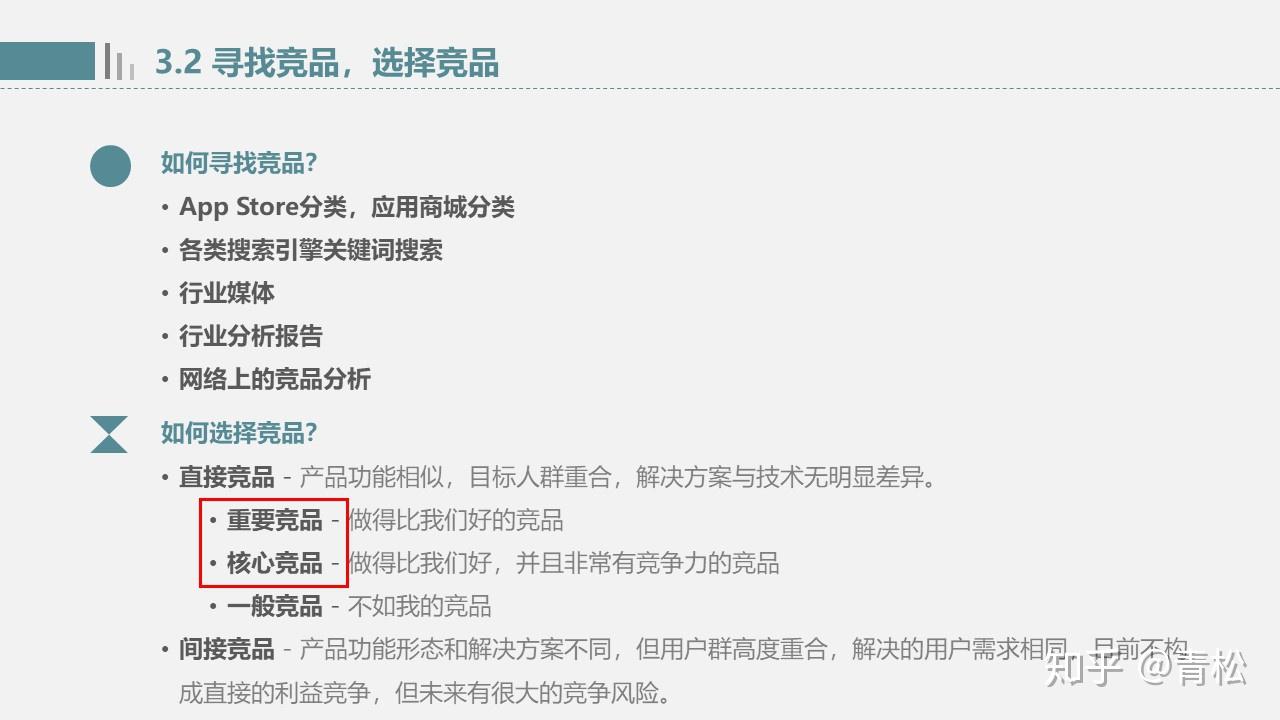 3.2 寻找竞品，选择竞品
如何寻找竞品？
• App Store分类，应用商城分类
• 各类搜索引擎关键词搜索
• 行业媒体
• 行业分析报告
• 网络上的竞品分析
如何选择竞品？
• 直接竞品 - 产品功能相似，目标人群重合，解决方案与技术无明显差异。
• 重要竞品 - 做得比我们好的竞品
• 核心竞品 - 做得比我们好，并且非常有竞争力的竞品
• 一般竞品 - 不如我的竞品
• 间接竞品 - 产品功能形态和解决方案不同，但用户群高度重合，解决的用户需求相同，目前不构
成直接的利益竞争，但未来有很大的竞争风险。
知乎 @青松